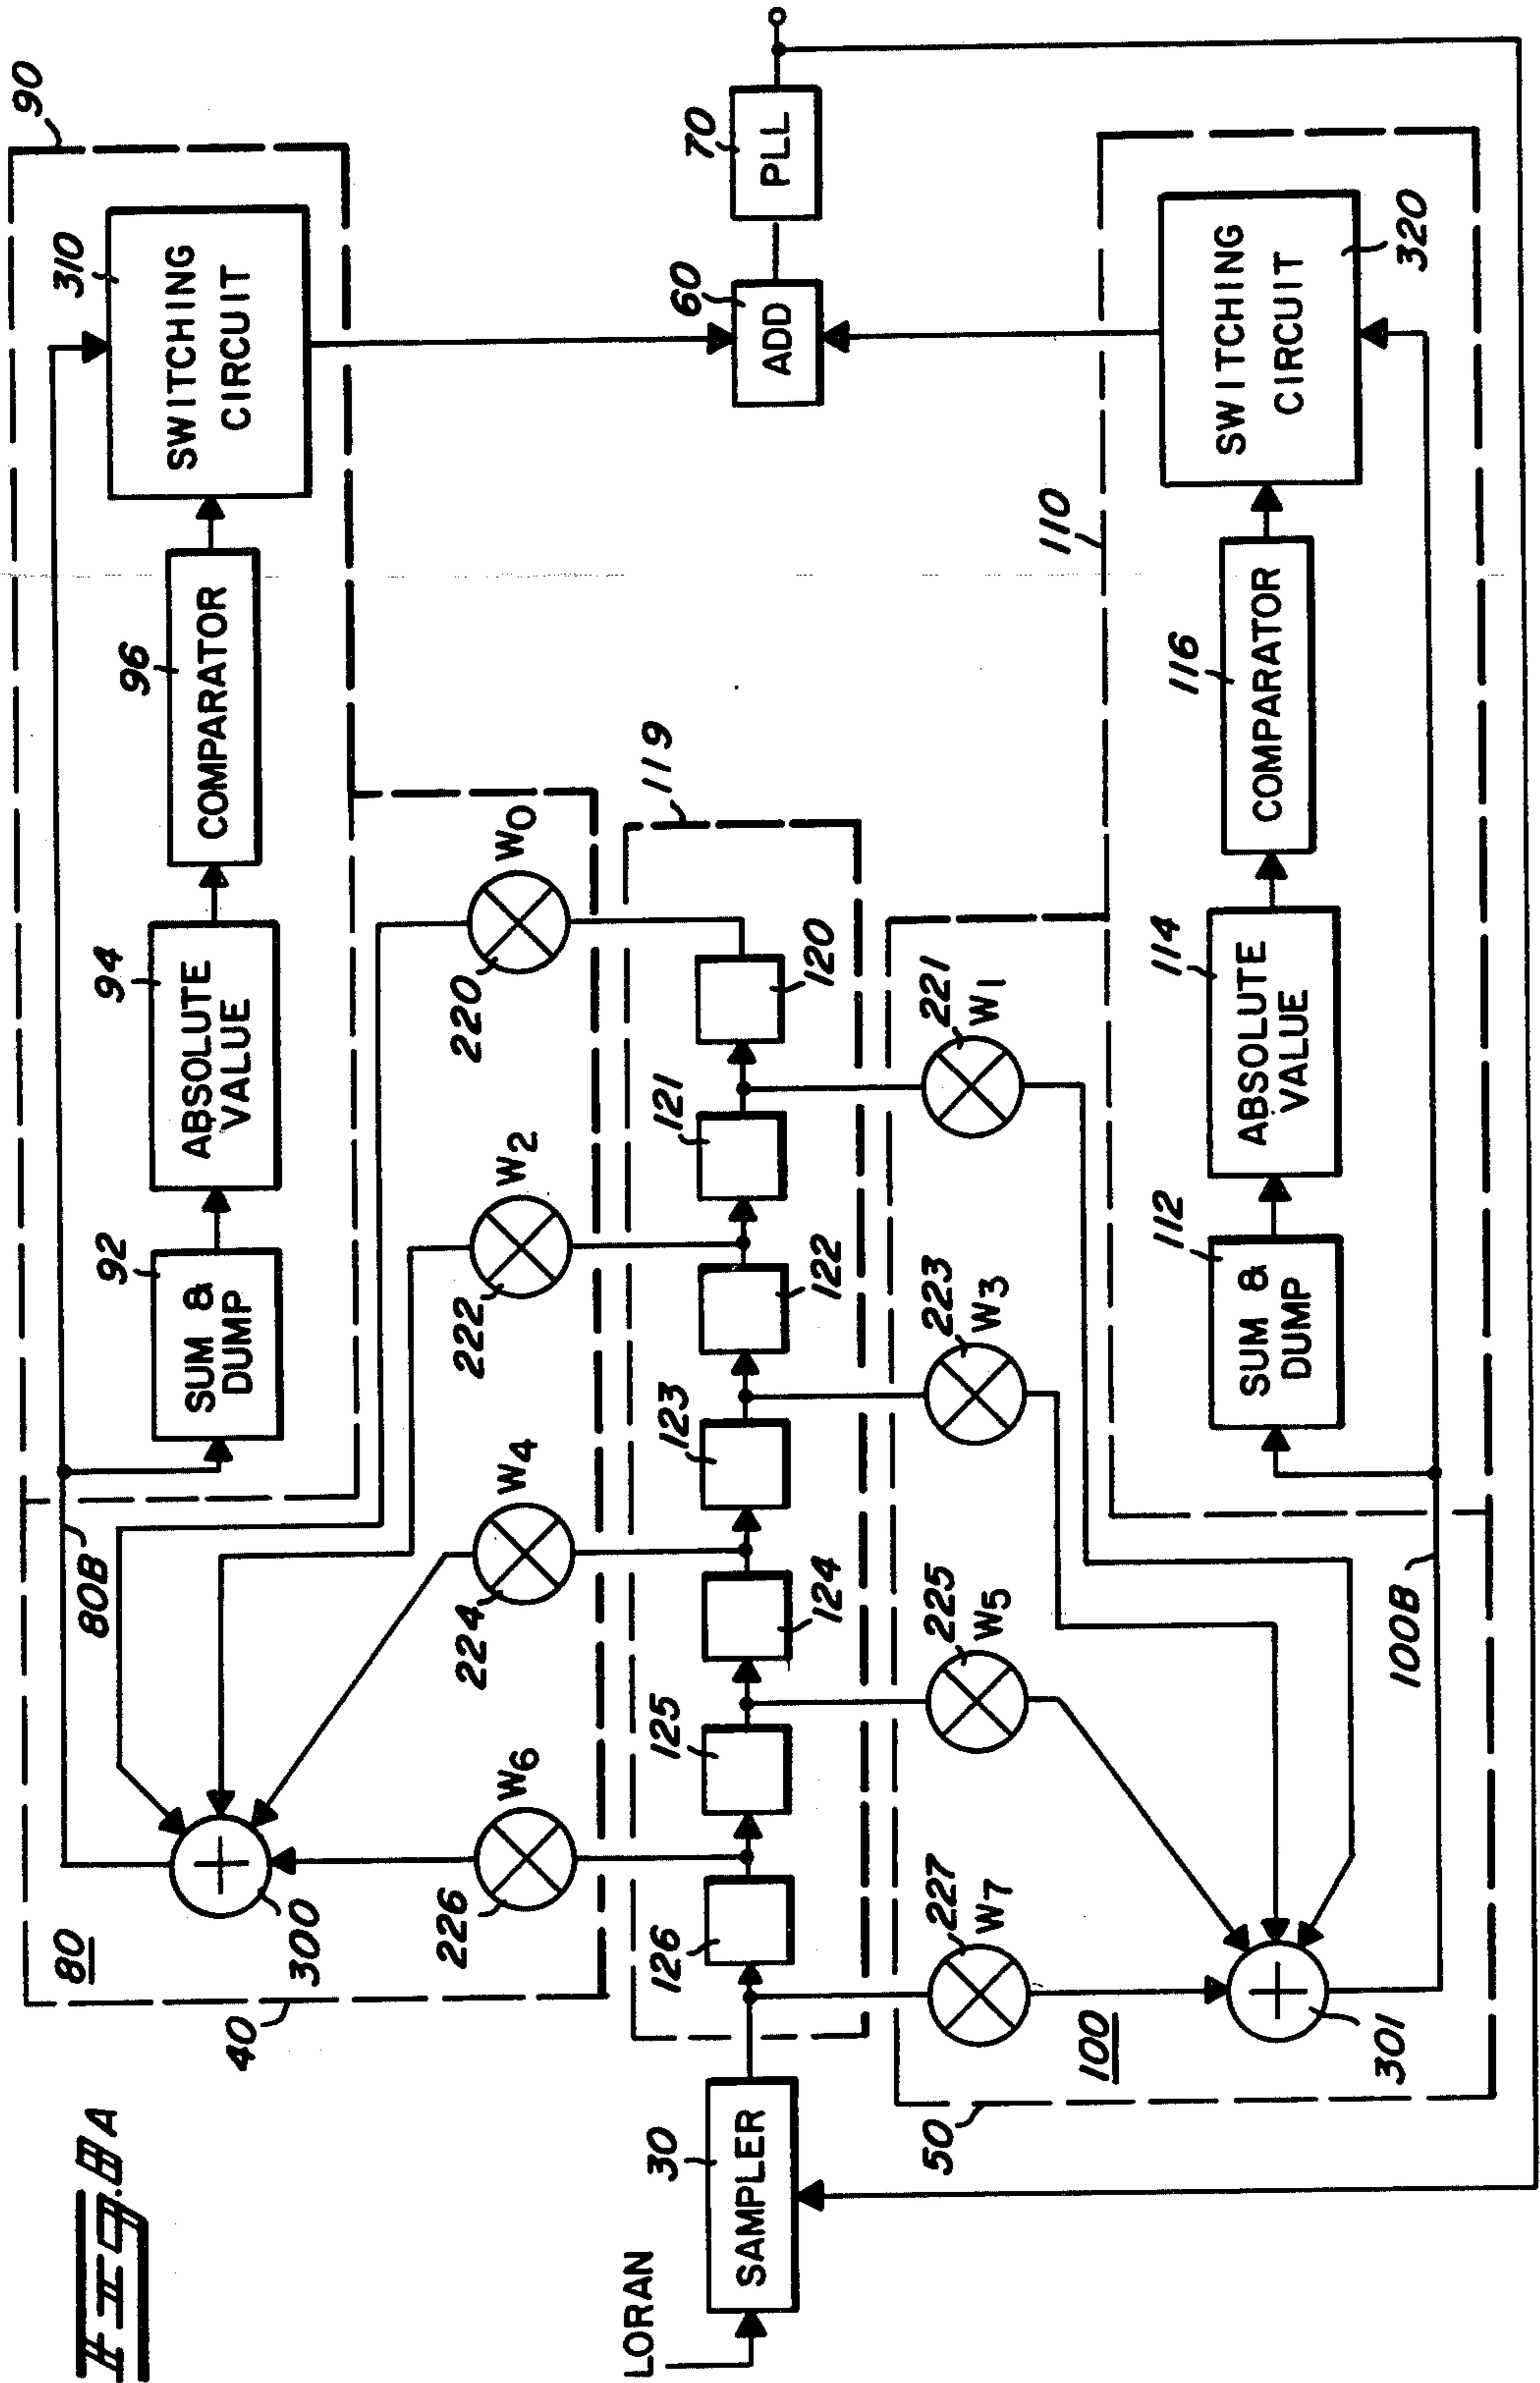 Fig. 8A
90
310
SWITCHING
CIRCUIT
96
COMPARATOR
94
ABSOLUTE
VALUE
92
SUM &
DUMP
80B
80
300
40
W6
226
W4
224
W2
222
W0
220
119
126
125
124
123
122
121
120
LORAN
30
SAMPLER
60
ADD
70
PLL
227
W7
225
W5
223
W3
221
W1
50
100
301
100B
110
112
SUM &
DUMP
114
ABSOLUTE
VALUE
116
COMPARATOR
320
SWITCHING
CIRCUIT